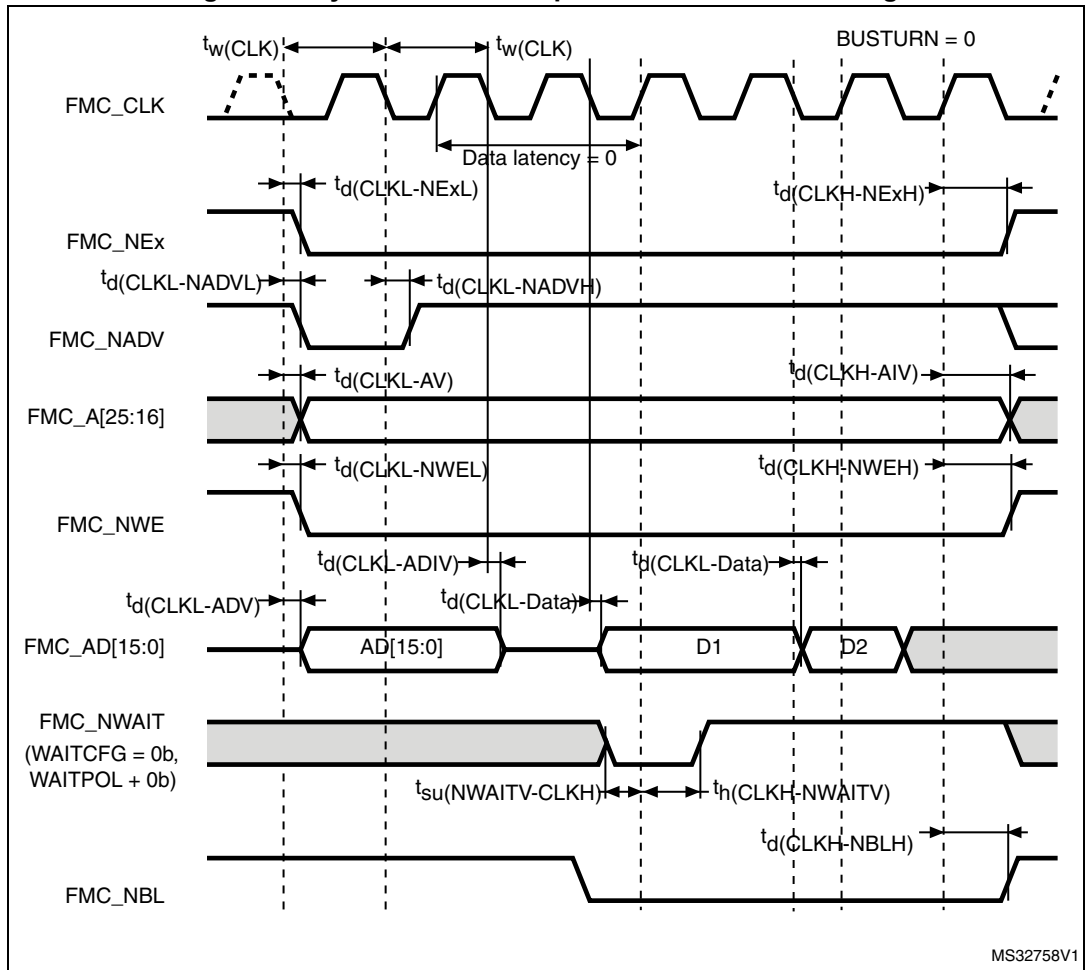 tw(CLK)
tw(CLK)
BUSTURN = 0
FMC_CLK
Data latency = 0
td(CLKL-NExL)
td(CLKH-NExH)
FMC_NEx
td(CLKL-NADVL)
td(CLKL-NADVH)
FMC_NADV
td(CLKL-AV)
td(CLKH-AIV)
FMC_A[25:16]
td(CLKL-NWEL)
td(CLKH-NWEH)
FMC_NWE
td(CLKL-ADIV)
td(CLKL-Data)
td(CLKL-ADV)
td(CLKL-Data)
FMC_AD[15:0]
AD[15:0]
D1
D2
FMC_NWAIT
(WAITCFG = 0b,
WAITPOL + 0b)
tsu(NWAITV-CLKH)
th(CLKH-NWAITV)
td(CLKH-NBLH)
FMC_NBL
MS32758V1